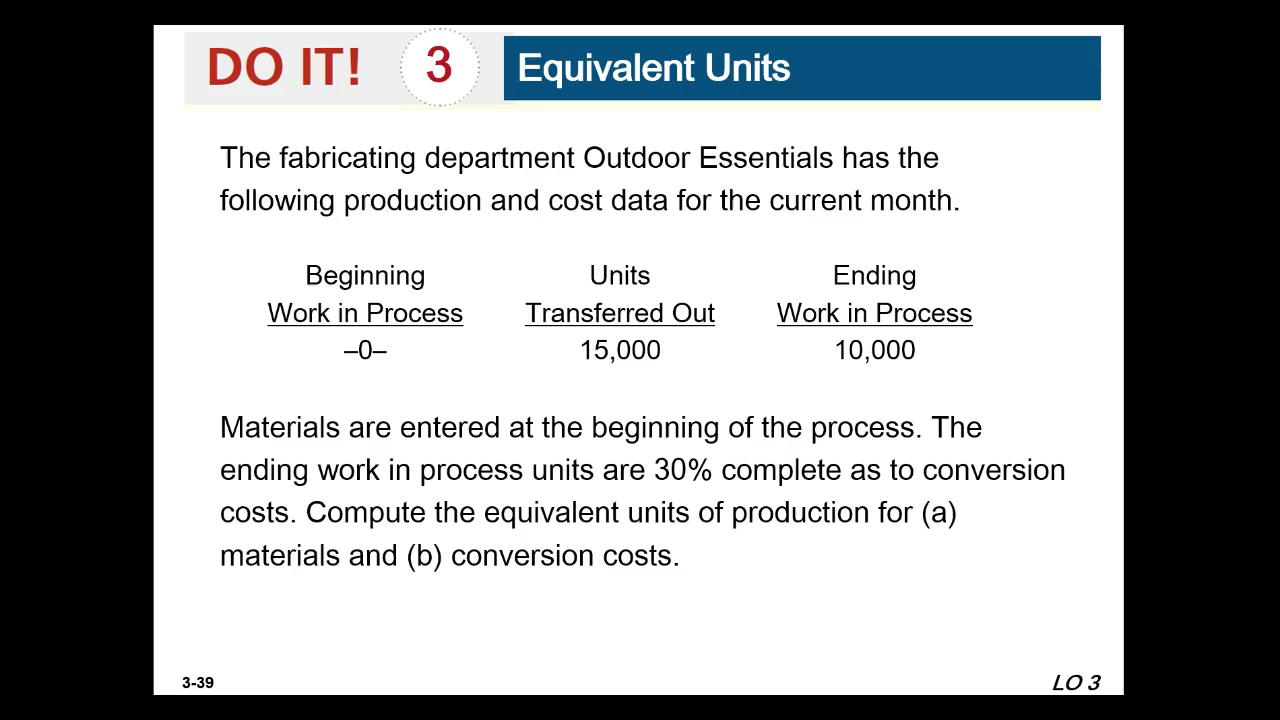 DO IT! 3 Equivalent Units
The fabricating department Outdoor Essentials has the
following production and cost data for the current month.
Beginning Units Ending
Work in Process Transferred Out Work in Process
–0– 15,000 10,000
Materials are entered at the beginning of the process. The
ending work in process units are 30% complete as to conversion
costs. Compute the equivalent units of production for (a)
materials and (b) conversion costs.
3-39 LO 3